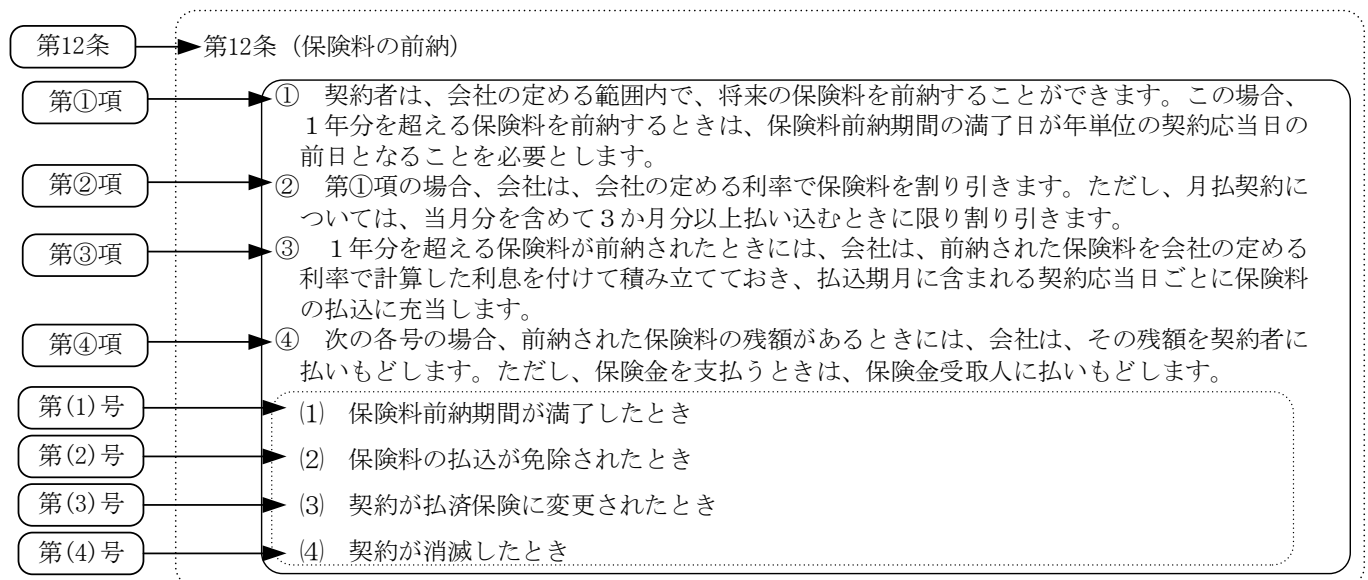 第12条 第12条（保険料の前納）
第①項 ① 契約者は、会社の定める範囲内で、将来の保険料を前納することができます。この場合、
１年分を超える保険料を前納するときは、保険料前納期間の満了日が年単位の契約応当日の
前日となることを必要とします。
第②項 ② 第①項の場合、会社は、会社の定める利率で保険料を割り引きます。ただし、月払契約に
ついては、当月分を含めて３か月分以上払い込むときに限り割り引きます。
第③項 ③ １年分を超える保険料が前納されたときには、会社は、前納された保険料を会社の定める
利率で計算した利息を付けて積み立てておき、払込期月に含まれる契約応当日ごとに保険料
の払込に充当します。
第④項 ④ 次の各号の場合、前納された保険料の残額があるときには、会社は、その残額を契約者に
払いもどします。ただし、保険金を支払うときは、保険金受取人に払いもどします。
第(1)号 ⑴ 保険料前納期間が満了したとき
第(2)号 ⑵ 保険料の払込が免除されたとき
第(3)号 ⑶ 契約が払済保険に変更されたとき
第(4)号 ⑷ 契約が消滅したとき